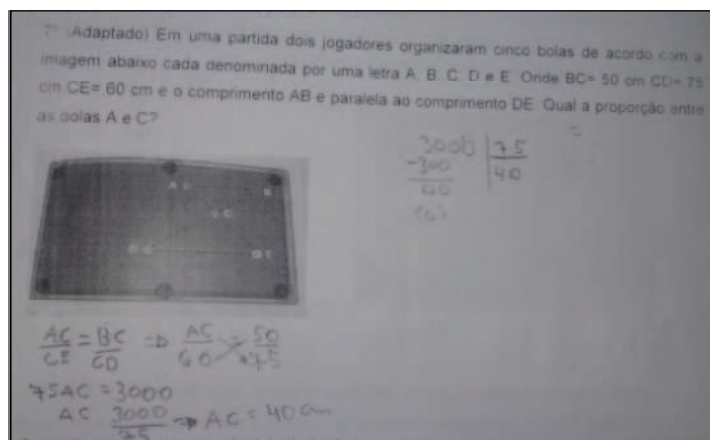 7ª (Adaptado) Em uma partida dois jogadores organizaram cinco bolas de acordo com a
imagem abaixo cada denominada por uma letra A. B. C. D e E. Onde BC= 50 cm CD= 75
cm CE= 60 cm e o comprimento AB e paralela ao comprimento DE. Qual a proporção entre
as bolas A e C?
3000 | 75
-300 40
00
(0)
AC/CE = BC/CD => AC/60 = 50/75
75AC = 3000
AC 3000/75 → AC = 40 cm